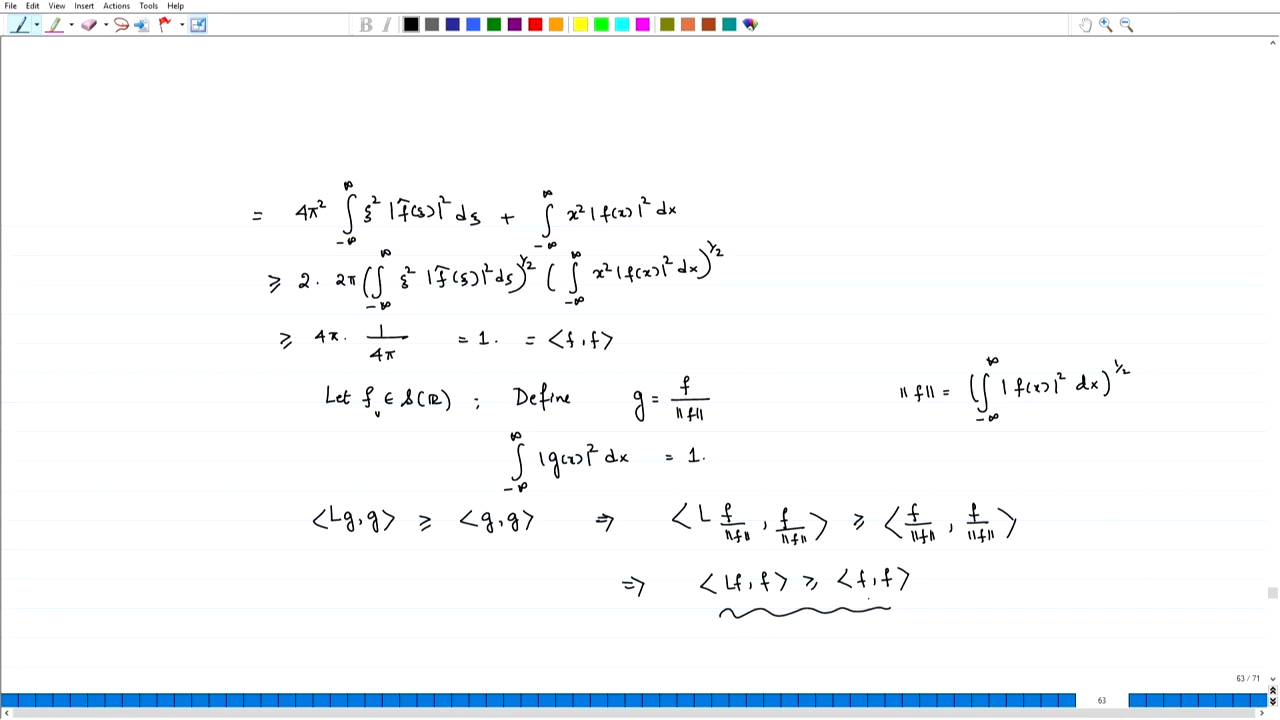 File Edit View Insert Actions Tools Help
B I
= 4π² ∫_{-∞}^{∞} ξ² |f̂(ξ)|² dξ + ∫_{-∞}^{∞} x² |f(x)|² dx
≥ 2. 2π (∫_{-∞}^{∞} ξ² |f̂(ξ)|² dξ)^{1/2} (∫_{-∞}^{∞} x² |f(x)|² dx)^{1/2}
≥ 4π. 1/4π = 1. = <f, f>
Let f ∈ S(ℝ) ; Define g = f/||f|| ||f|| = (∫_{-∞}^{∞} |f(x)|² dx)^{1/2}
∫_{-∞}^{∞} |g(x)|² dx = 1.
<Lg, g> ≥ <g, g> ⇒ <L f/||f||, f/||f||> ≥ <f/||f||, f/||f||>
⇒ <Lf, f> ≥ <f, f>
63 / 71
63